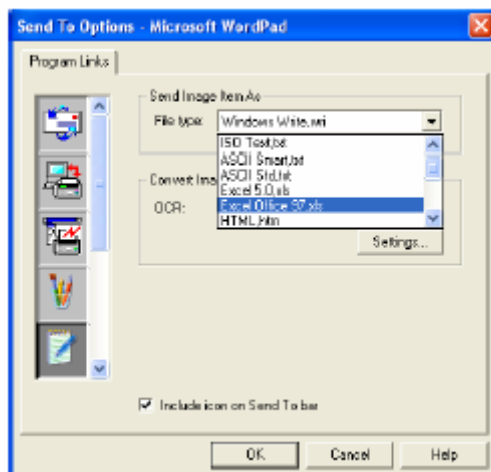 Send To Options - Microsoft WordPad
Program Links
Send Image Item As
File type: Windows Write.wri
ISO Text.txt
ASCII Smart.txt
ASCII Std.txt
Convert Ima
Excel 5.0.xls
OCR: Excel Office 97.xls
HTML.htm
Settings...
Include icon on Send To bar
OK Cancel Help